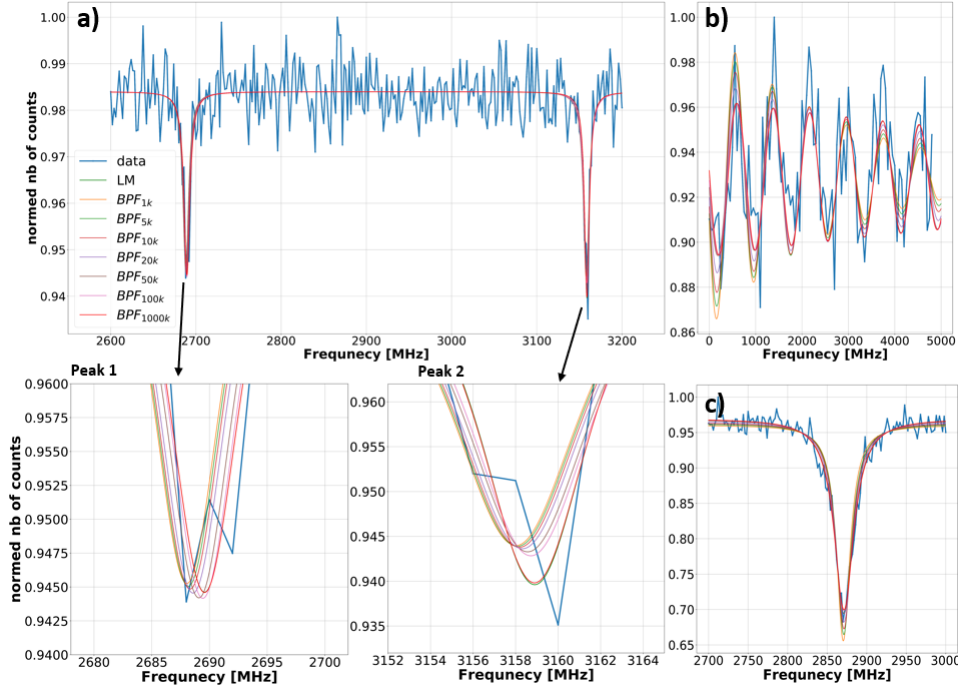 a)
normed nb of counts
1.00
0.99
0.98
0.97
0.96
0.95
0.94
data
LM
BPF1k
BPF5k
BPF10k
BPF20k
BPF50k
BPF100k
BPF1000k
2600 2700 2800 2900 3000 3100 3200
Frequnecy [MHz]
b)
1.00
0.98
0.96
0.94
0.92
0.90
0.88
0.86
0 1000 2000 3000 4000 5000
Frequnecy [MHz]
Peak 1
normed nb of counts
0.9600
0.9575
0.9550
0.9525
0.9500
0.9475
0.9450
0.9425
0.9400
2680 2685 2690 2695 2700
Frequnecy [MHz]
Peak 2
0.960
0.955
0.950
0.945
0.940
0.935
3152 3154 3156 3158 3160 3162 3164
Frequnecy [MHz]
c)
1.00
0.95
0.90
0.85
0.80
0.75
0.70
0.65
2700 2750 2800 2850 2900 2950 3000
Frequnecy [MHz]